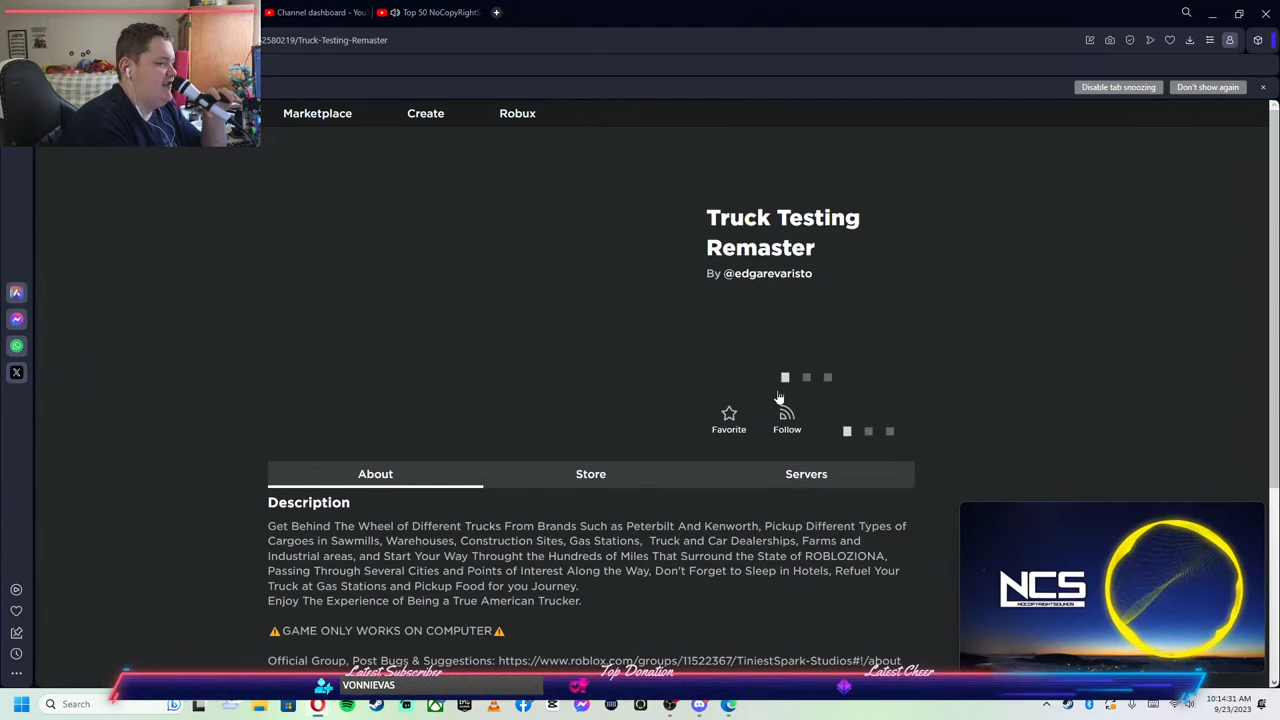 Channel dashboard - You
Top 50 NoCopyRightS
2580219/Truck-Testing-Remaster
Disable tab snoozing
Don't show again
Marketplace
Create
Robux
Truck Testing
Remaster
By @edgarevaristo
Favorite
Follow
About
Store
Servers
Description
Get Behind The Wheel of Different Trucks From Brands Such as Peterbilt And Kenworth, Pickup Different Types of
Cargoes in Sawmills, Warehouses, Construction Sites, Gas Stations,  Truck and Car Dealerships, Farms and
Industrial areas, and Start Your Way Throught the Hundreds of Miles That Surround the State of ROBLOZIONA,
Passing Through Several Cities and Points of Interest Along the Way, Don't Forget to Sleep in Hotels, Refuel Your
Truck at Gas Stations and Pickup Food for you Journey.
Enjoy The Experience of Being a True American Trucker.
⚠GAME ONLY WORKS ON COMPUTER⚠
Official Group, Post Bugs & Suggestions: https://www.roblox.com/groups/11522367/TiniestSpark-Studios#!/about
NCS
NOCOPYRIGHTSOUNDS
Latest Subscriber
Top Donation
Latest Cheer
VONNIEVAS
Search
10:14:31 AM
9/23/2023